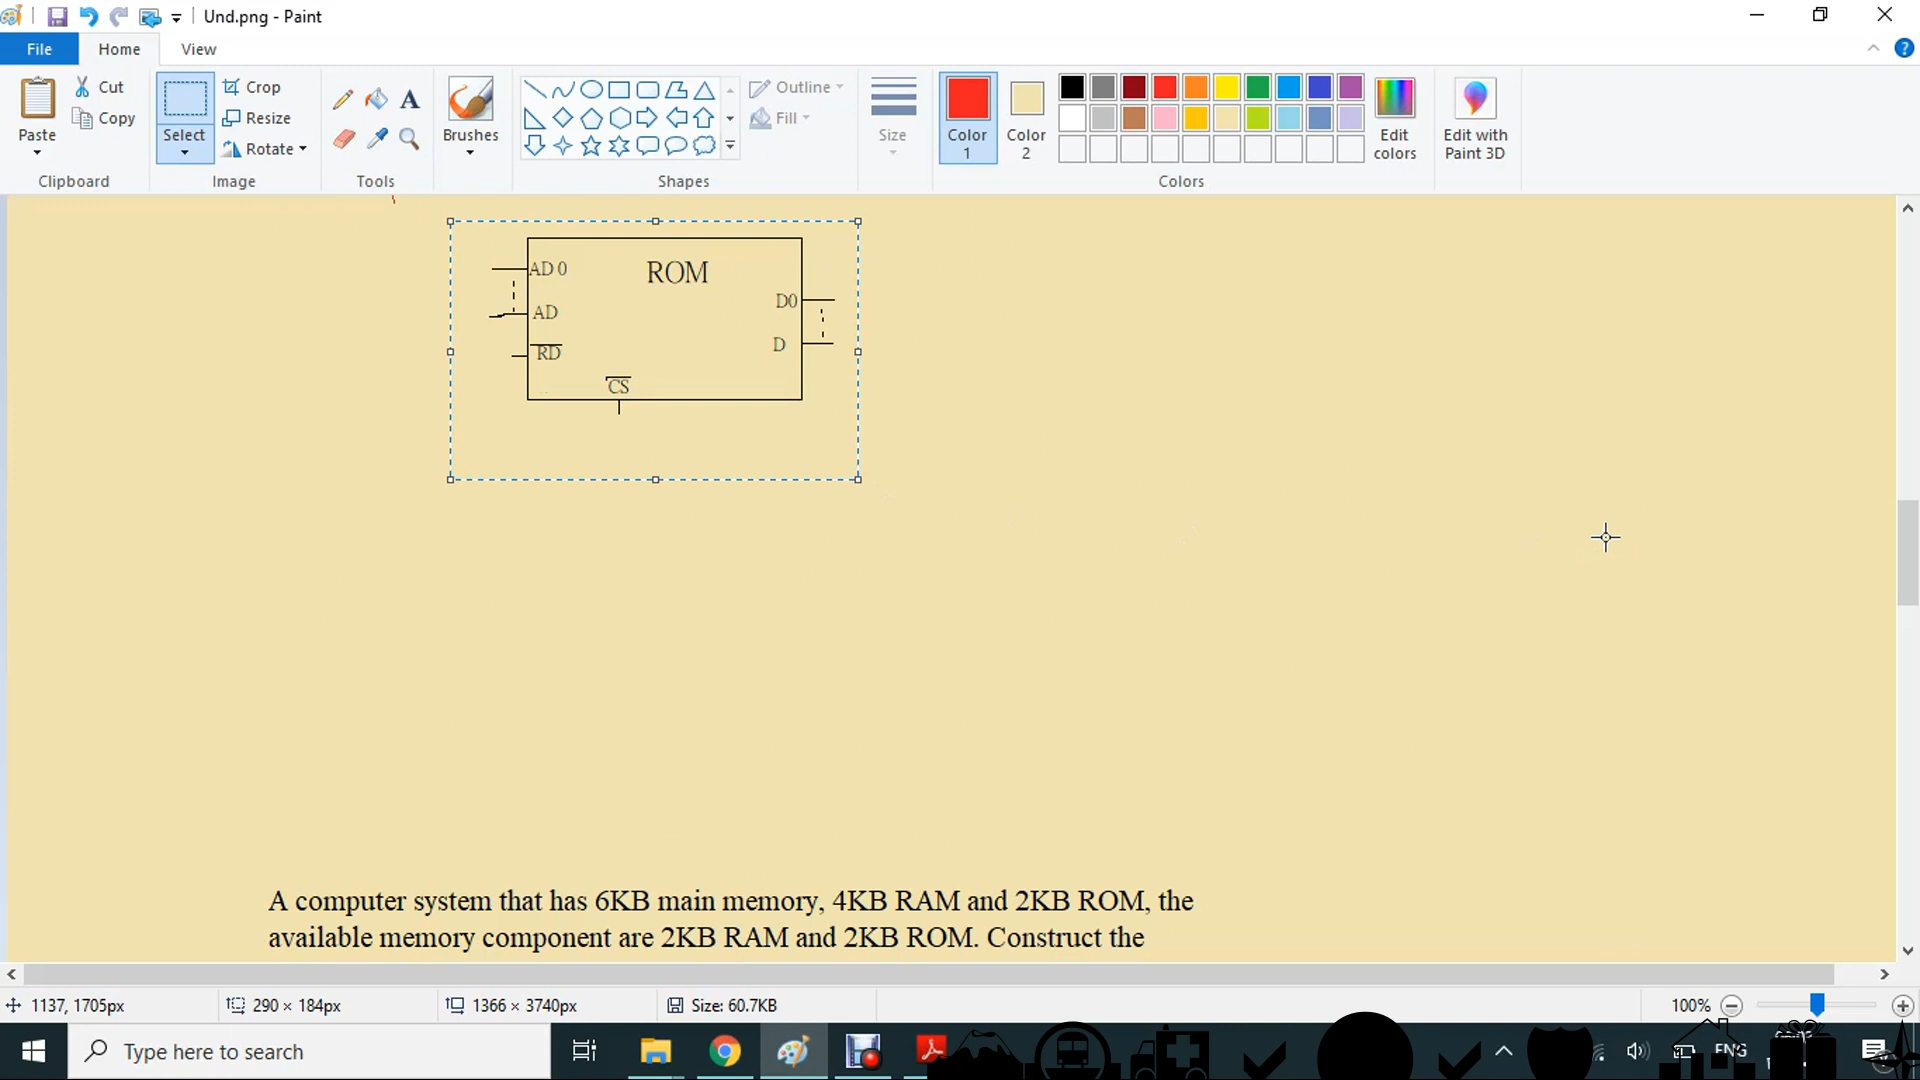 Und.png - Paint
File Home View
Paste
Cut
Copy
Clipboard
Select
Crop
Resize
Rotate
Image
Tools
Brushes
Shapes
Outline
Fill
Size
Color 1
Color 2
Colors
Edit colors
Edit with Paint 3D
AD 0
ROM
D0
AD
D
RD
CS
A computer system that has 6KB main memory, 4KB RAM and 2KB ROM, the
available memory component are 2KB RAM and 2KB ROM. Construct the
1137, 1705px
290 × 184px
1366 × 3740px
Size: 60.7KB
100%
Type here to search
ENG